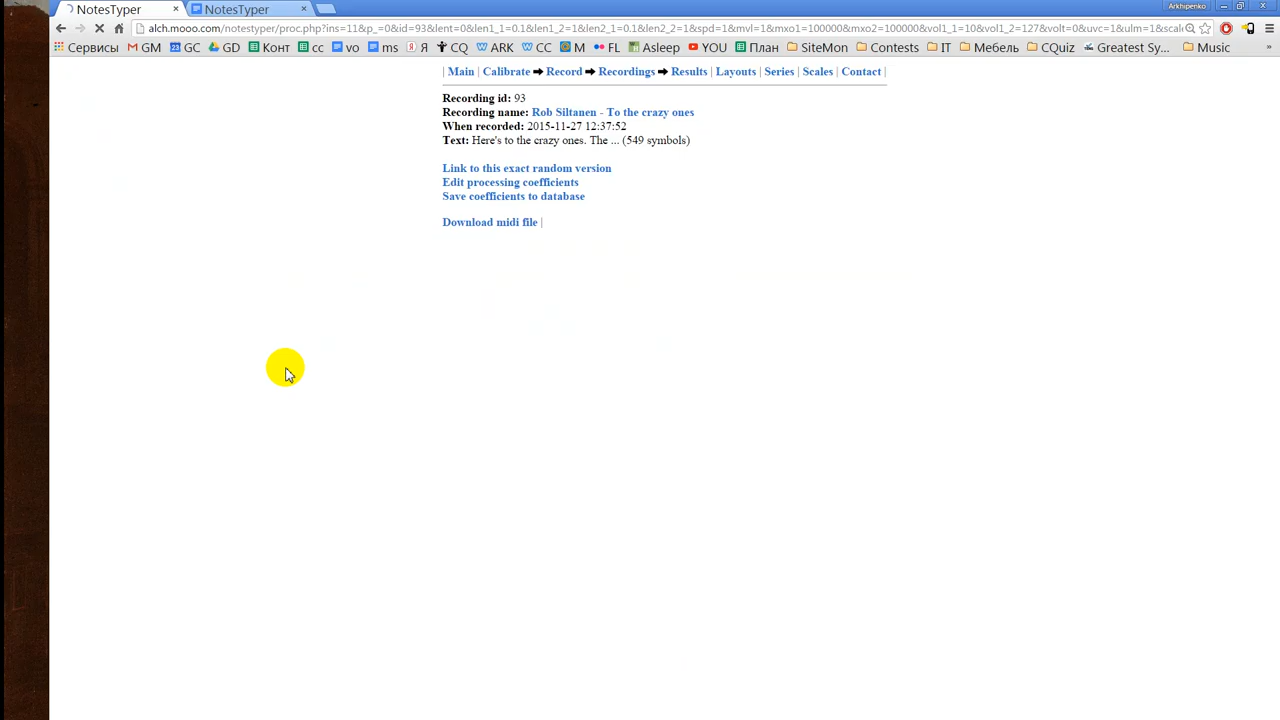 NotesTyper × NotesTyper × Arkhipenko
alch.mooo.com/notestyper/proc.php?ins=11&p_=0&id=93&lent=0&len1_1=0.1&len1_2=1&len2_1=0.1&len2_2=1&spd=1&mvl=1&mxo1=100000&mxo2=100000&vol1_1=10&vol1_2=127&volt=0&uvc=1&ulm=1&scale
Сервисы GM GC GD Конт cc vo ms Я CQ ARK CC M FL Asleep YOU План SiteMon Contests IT Мебель CQuiz Greatest Sy... Music »
| Main | Calibrate ➡ Record ➡ Recordings ➡ Results | Layouts | Series | Scales | Contact |
Recording id: 93
Recording name: Rob Siltanen - To the crazy ones
When recorded: 2015-11-27 12:37:52
Text: Here's to the crazy ones. The ... (549 symbols)
Link to this exact random version
Edit processing coefficients
Save coefficients to database
Download midi file |